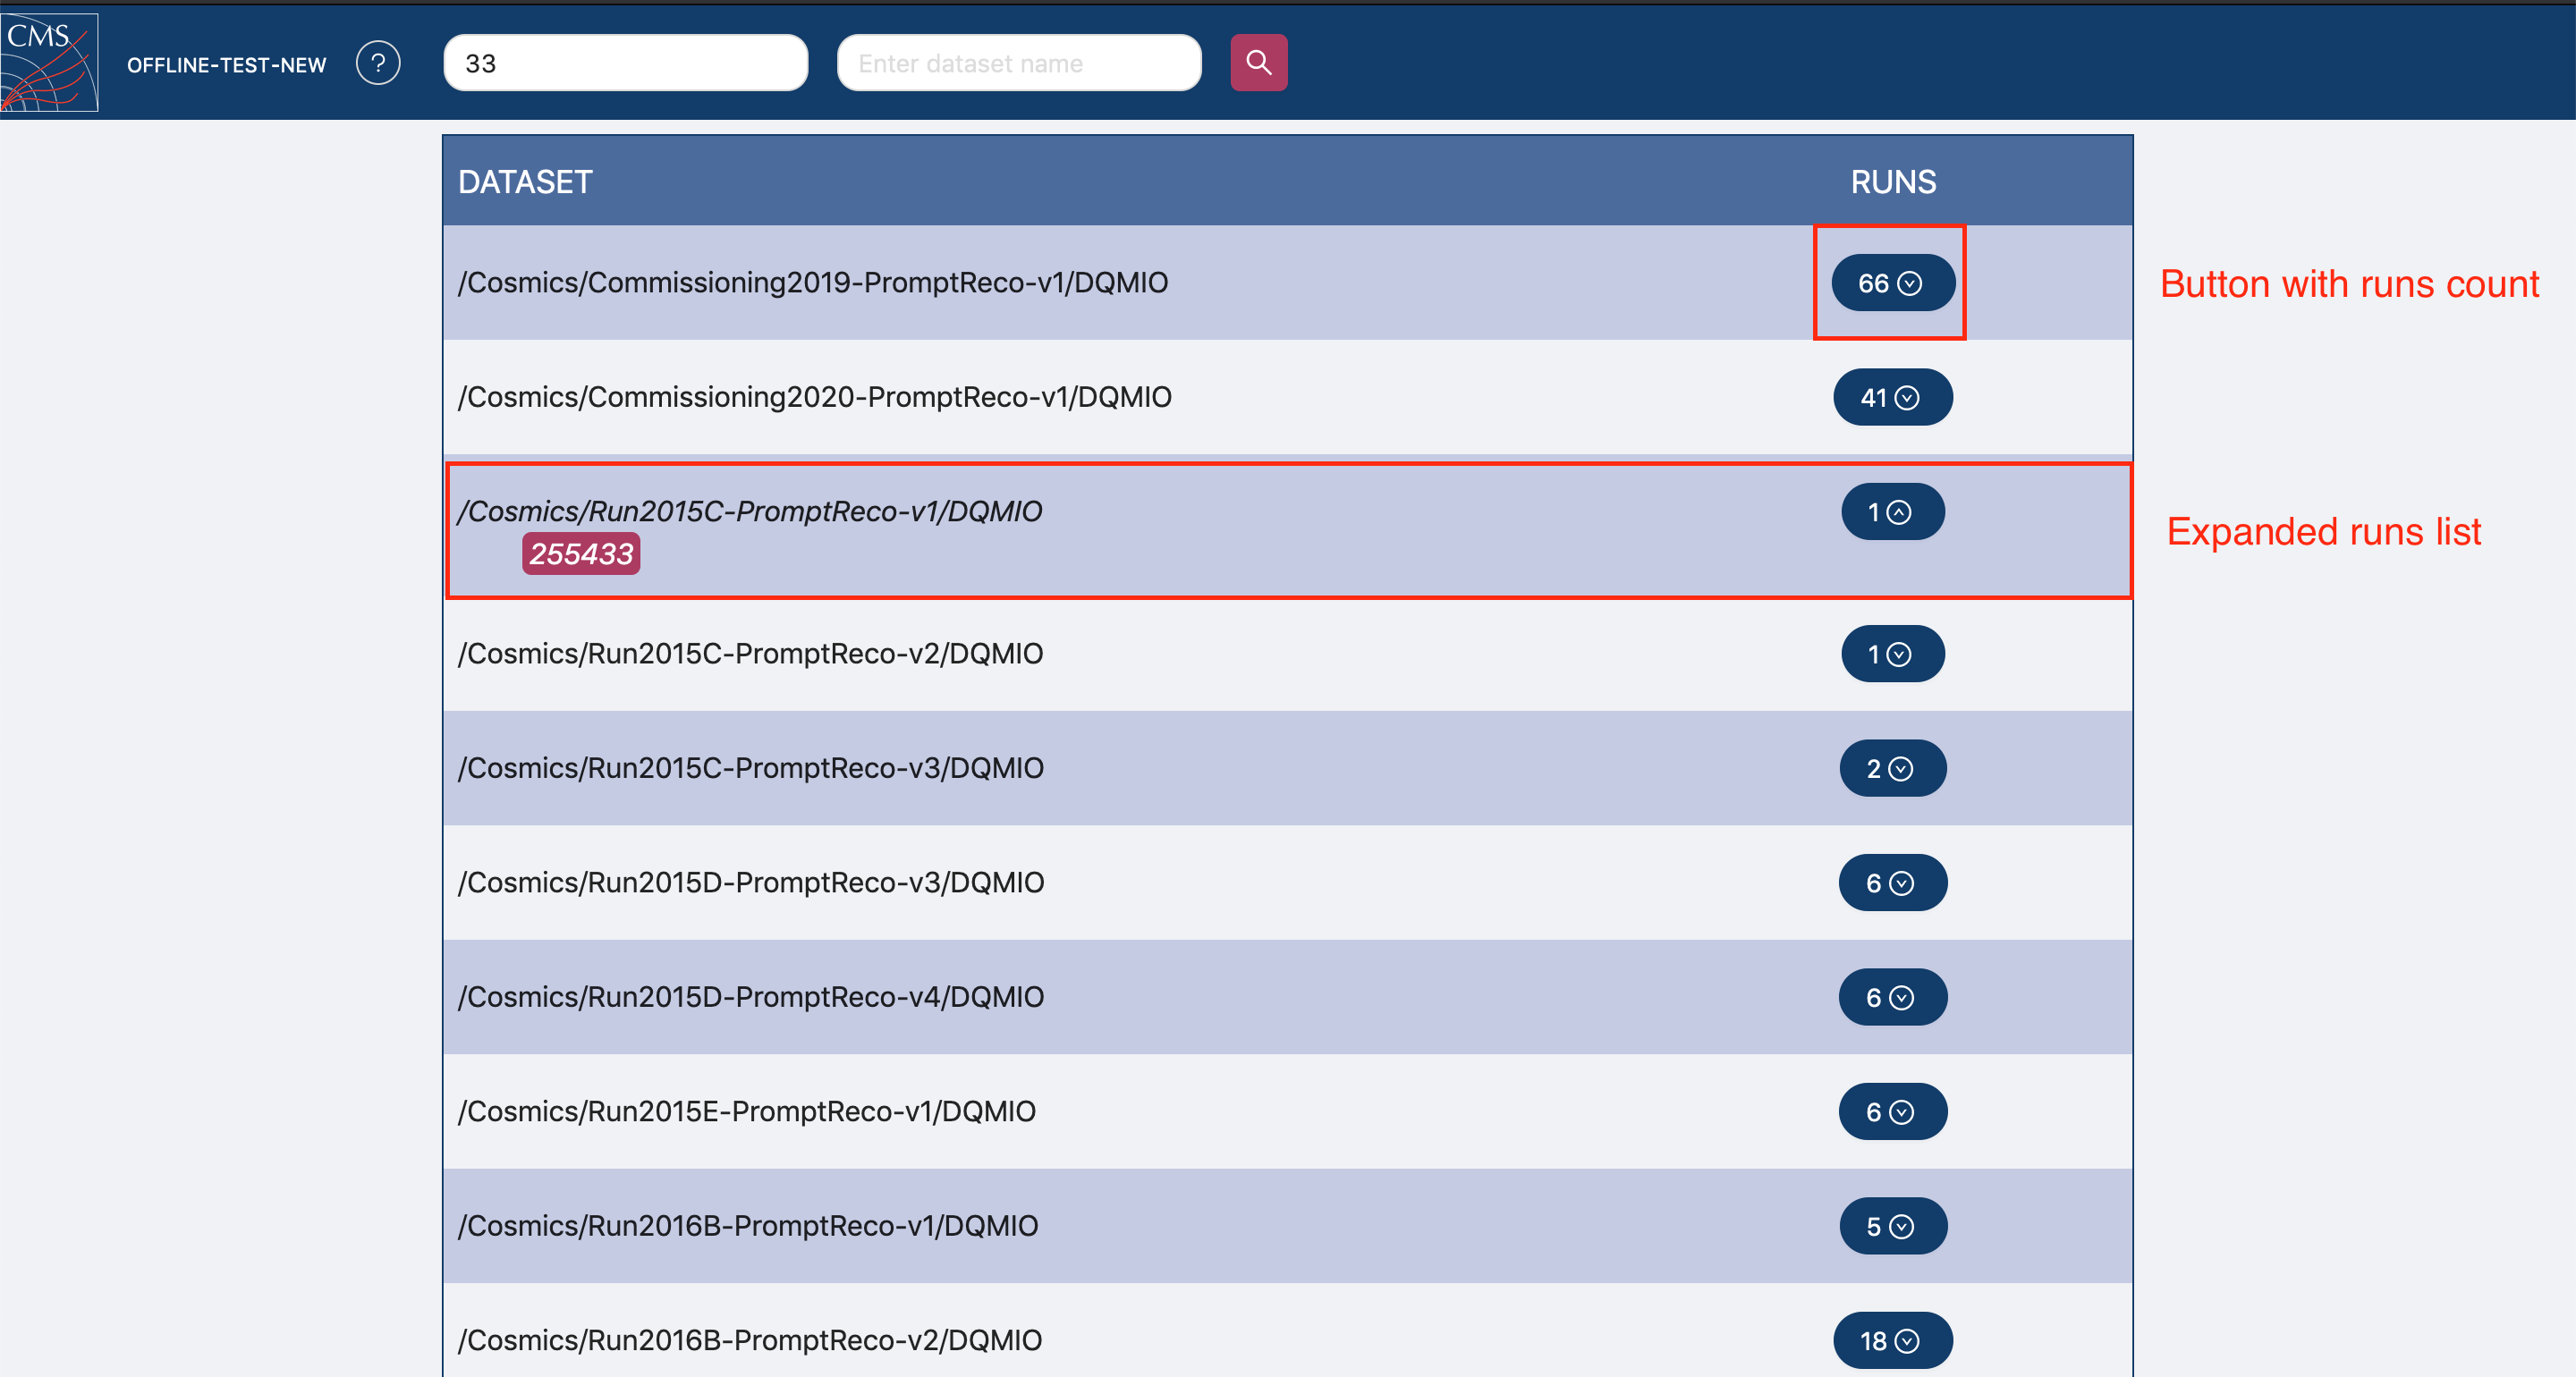 CMS
OFFLINE-TEST-NEW ? 33 Enter dataset name
DATASET RUNS
/Cosmics/Commissioning2019-PromptReco-v1/DQMIO 66 Button with runs count
/Cosmics/Commissioning2020-PromptReco-v1/DQMIO 41
/Cosmics/Run2015C-PromptReco-v1/DQMIO 1 Expanded runs list
255433
/Cosmics/Run2015C-PromptReco-v2/DQMIO 1
/Cosmics/Run2015C-PromptReco-v3/DQMIO 2
/Cosmics/Run2015D-PromptReco-v3/DQMIO 6
/Cosmics/Run2015D-PromptReco-v4/DQMIO 6
/Cosmics/Run2015E-PromptReco-v1/DQMIO 6
/Cosmics/Run2016B-PromptReco-v1/DQMIO 5
/Cosmics/Run2016B-PromptReco-v2/DQMIO 18